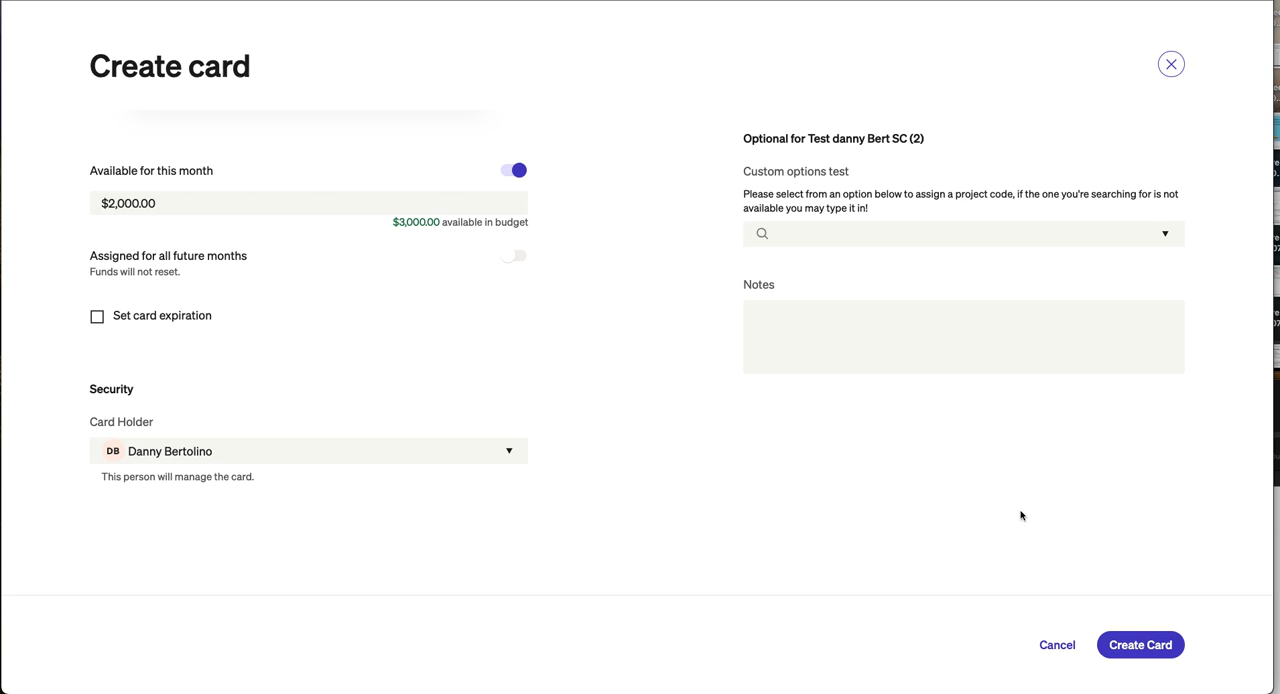 Create card
Available for this month
$2,000.00
$3,000.00 available in budget
Assigned for all future months
Funds will not reset.
Set card expiration
Security
Card Holder
DB Danny Bertolino
This person will manage the card.
Optional for Test danny Bert SC (2)
Custom options test
Please select from an option below to assign a project code, if the one you're searching for is not
available you may type it in!
Notes
Cancel
Create Card